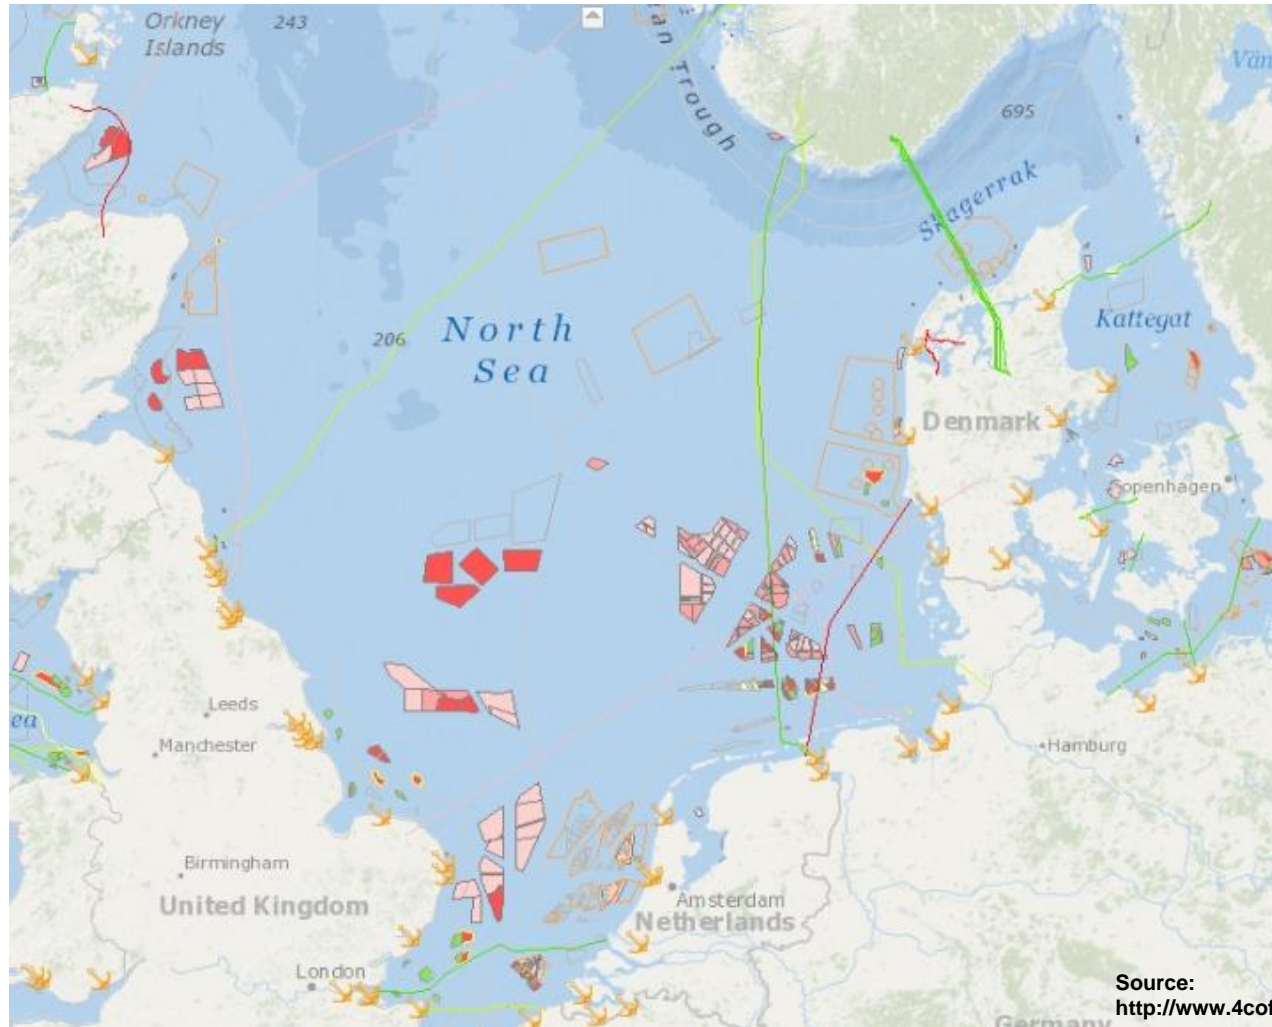 Orkney
Islands
243
Trough
Vän
695
Skagerrak
206
North
Sea
Kattegat
Denmark
Copenhagen
Leeds
ea
Manchester
Hamburg
Birmingham
United Kingdom
Amsterdam
Netherlands
London
Source:
http://www.4cof
Germany